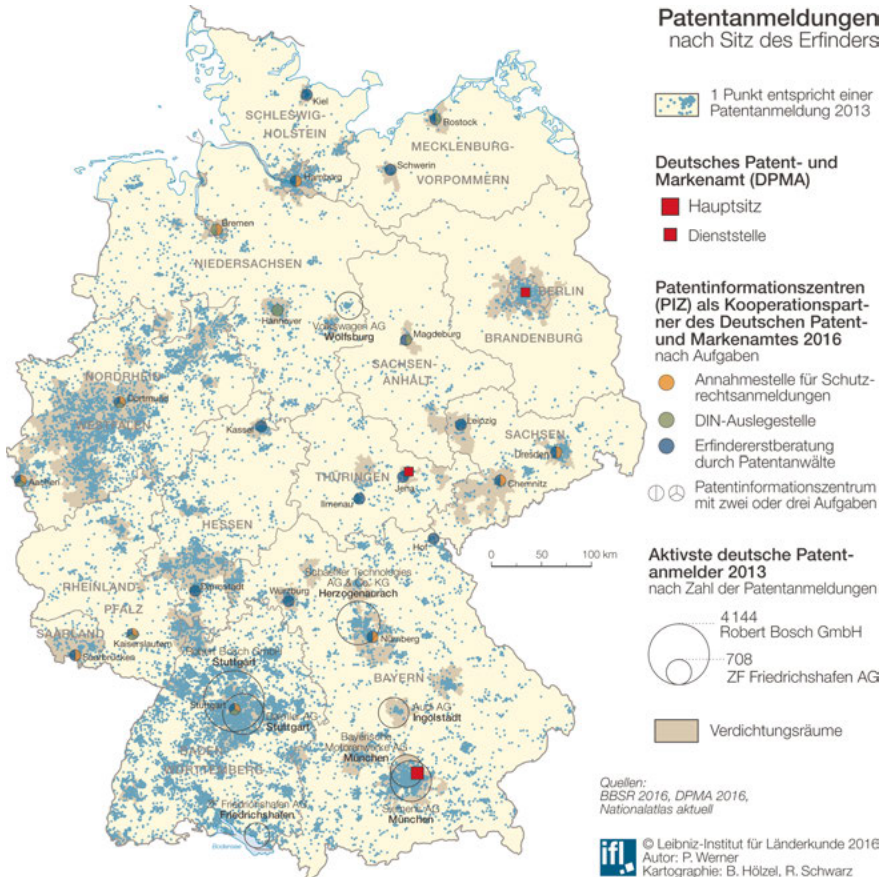 Patentanmeldungen
nach Sitz des Erfinders
1 Punkt entspricht einer
Patentanmeldung 2013
Deutsches Patent- und
Markenamt (DPMA)
Hauptsitz
Dienststelle
Patentinformationszentren
(PIZ) als Kooperationspart-
ner des Deutschen Patent-
und Markenamtes 2016
nach Aufgaben
Annahmestelle für Schutz-
rechtsanmeldungen
DIN-Auslegestelle
Erfindererstberatung
durch Patentanwälte
Patentinformationszentrum
mit zwei oder drei Aufgaben
Aktivste deutsche Patent-
anmelder 2013
nach Zahl der Patentanmeldungen
4 144
Robert Bosch GmbH
708
ZF Friedrichshafen AG
Verdichtungsräume
Quellen:
BBSR 2016, DPMA 2016,
Nationalatlas aktuell
ifl
© Leibniz-Institut für Länderkunde 2016
Autor: P. Werner
Kartographie: B. Hölzel, R. Schwarz
Kiel
SCHLESWIG-
HOLSTEIN
Rostock
MECKLENBURG-
VORPOMMERN
Schwerin
Hamburg
Bremen
NIEDERSACHSEN
BERLIN
Hannover
Volkswagen AG
Wolfsburg
Magdeburg
BRANDENBURG
SACHSEN-
ANHALT
NORDRHEIN-
WESTFALEN
Dortmund
Kassel
Leipzig
SACHSEN
Dresden
Aachen
THÜRINGEN
Jena
Chemnitz
Ilmenau
HESSEN
Hof
0 50 100 km
RHEINLAND-
PFALZ
Darmstadt
Würzburg
Schaeffler Technologies
AG & Co. KG
Herzogenaurach
SAARLAND
Kaiserslautern
Nürnberg
Saarbrücken
Robert Bosch GmbH
Stuttgart
BAYERN
Stuttgart
Daimler AG
Stuttgart
Audi AG
Ingolstadt
Bayerische
Motorenwerke AG
München
BADEN-
WÜRTTEMBERG
ZF Friedrichshafen AG
Friedrichshafen
Siemens AG
München
Bodensee